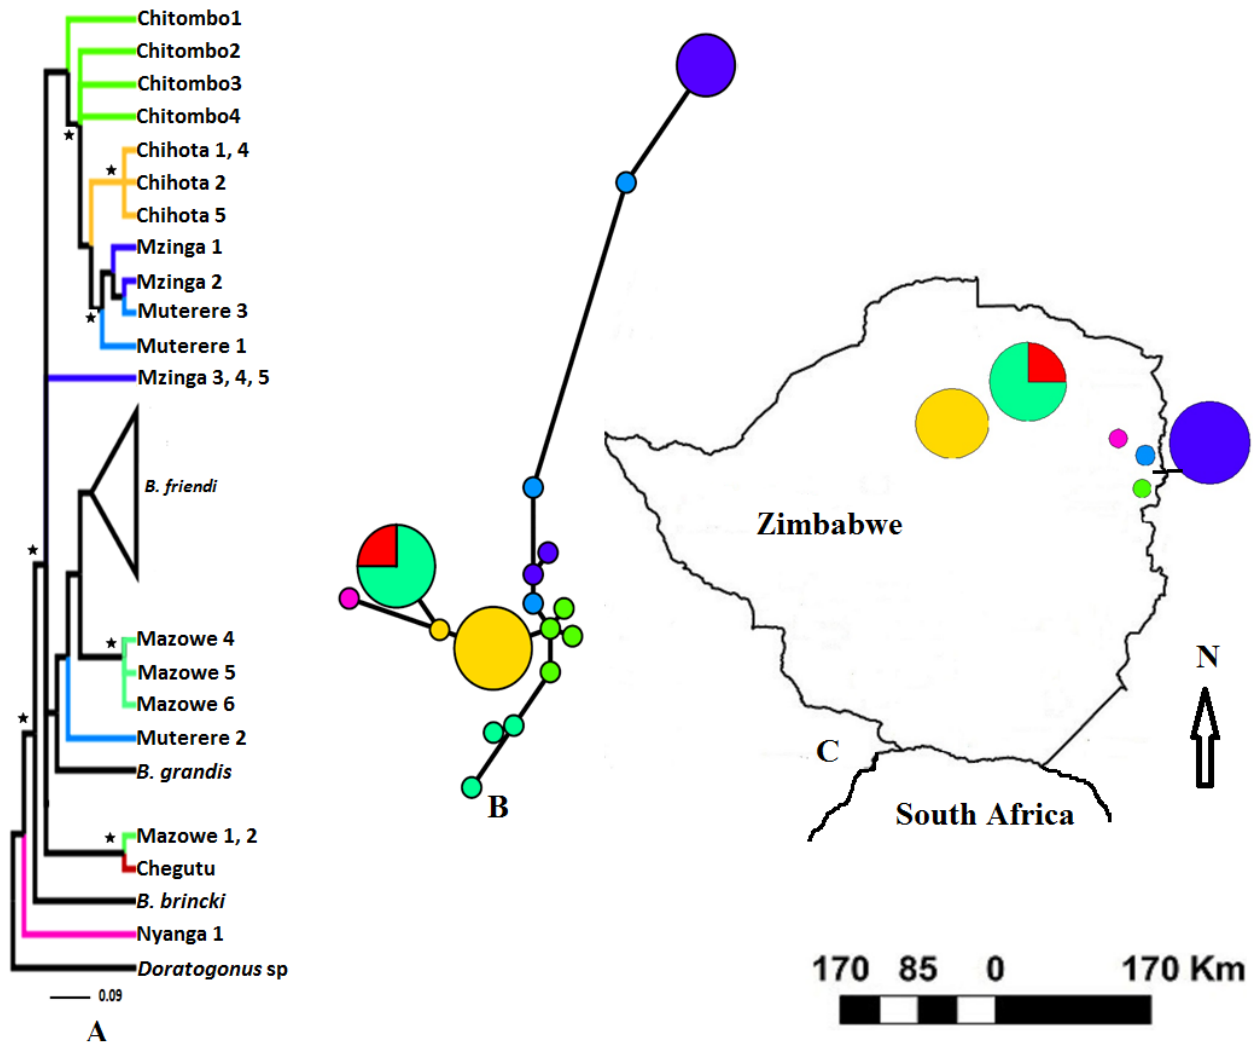 Chitombo1
Chitombo2
Chitombo3
Chitombo4
Chihota 1, 4
Chihota 2
Chihota 5
Mzinga 1
Mzinga 2
Muterere 3
Muterere 1
Mzinga 3, 4, 5
B. friendi
Mazowe 4
Mazowe 5
Mazowe 6
Muterere 2
B. grandis
Mazowe 1, 2
Chegutu
B. brincki
Nyanga 1
Doratogonus sp
0.09
A
B
Zimbabwe
C
South Africa
N
170 85 0 170 Km